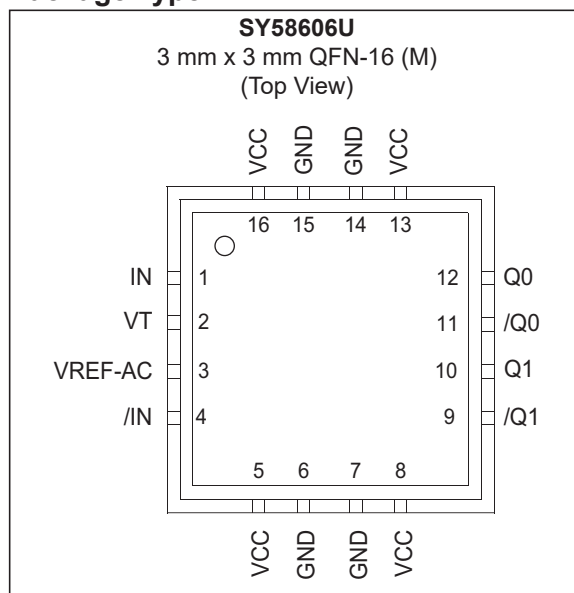 SY58606U
3 mm x 3 mm QFN-16 (M)
(Top View)
VCC GND GND VCC
16 15 14 13
IN 1 12 Q0
VT 2 11 /Q0
VREF-AC 3 10 Q1
/IN 4 9 /Q1
5 6 7 8
VCC GND GND VCC